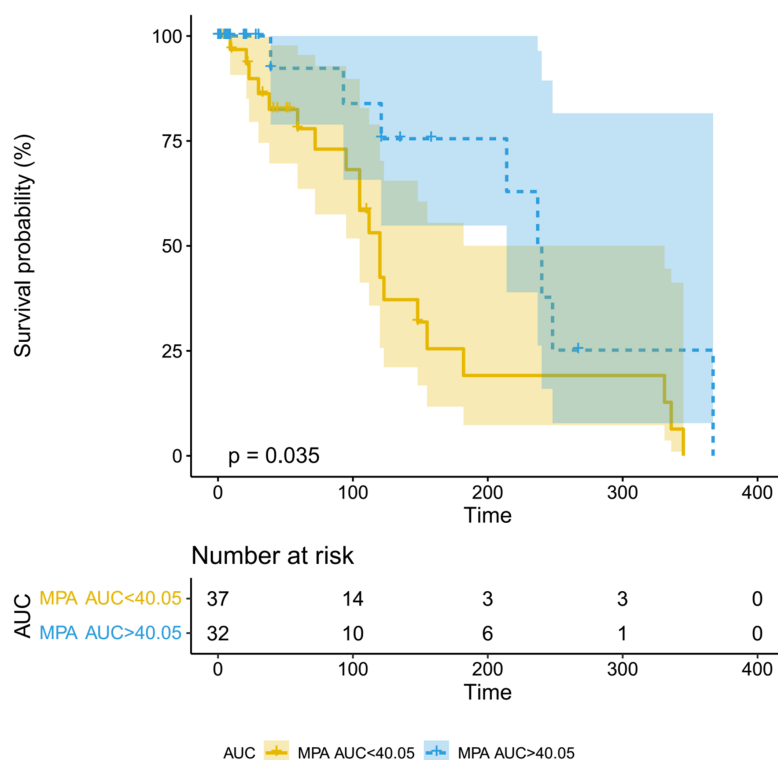 Survival probability (%)
100
75
50
25
0
p = 0.035
0 100 200 300 400
Time
Number at risk
AUC
MPA AUC<40.05 37 14 3 3 0
MPA AUC>40.05 32 10 6 1 0
0 100 200 300 400
Time
AUC MPA AUC<40.05 MPA AUC>40.05